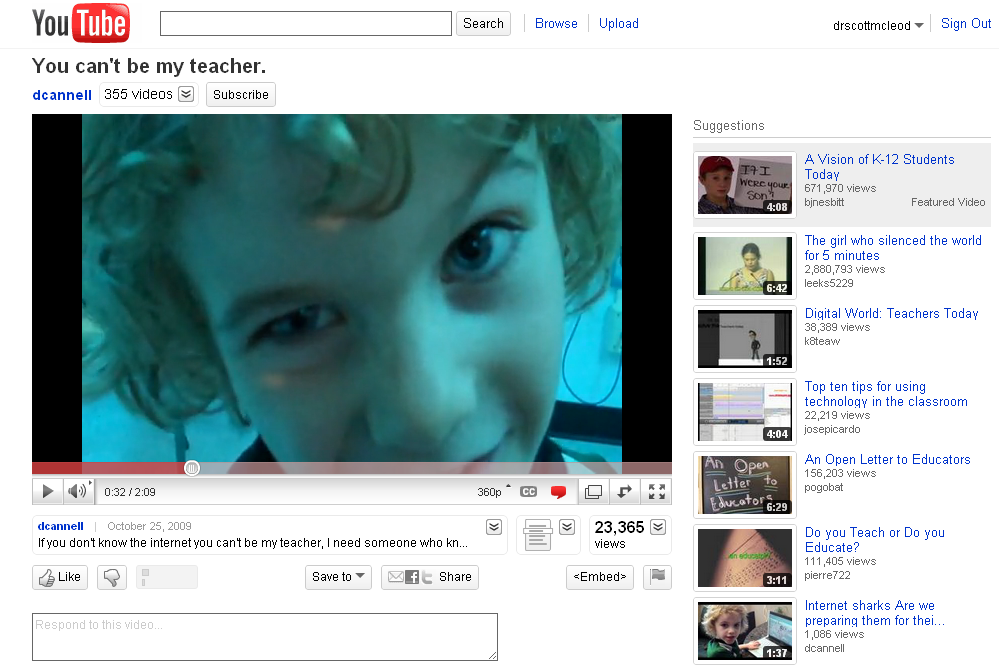 YouTube
Search
Browse
Upload
drscottmcleod
Sign Out
You can't be my teacher.
dcannell
355 videos
Subscribe
0:32 / 2:09
360p
CC
dcannell | October 25, 2009
If you don't know the internet you can't be my teacher, I need someone who kn...
23,365
views
Like
Save to
Share
<Embed>
Respond to this video...
Suggestions
IF I
WERE YOUR
SON?
4:08
A Vision of K-12 Students
Today
671,970 views
bjnesbitt
Featured Video
6:42
The girl who silenced the world
for 5 minutes
2,880,793 views
leeks5229
1:52
Digital World: Teachers Today
38,389 views
k8teaw
4:04
Top ten tips for using
technology in the classroom
22,219 views
josepicardo
An Open
Letter to
Educators
6:29
An Open Letter to Educators
156,203 views
pogobat
3:11
Do you Teach or Do you
Educate?
111,405 views
pierre722
1:37
Internet sharks Are we
preparing them for thei...
1,086 views
dcannell